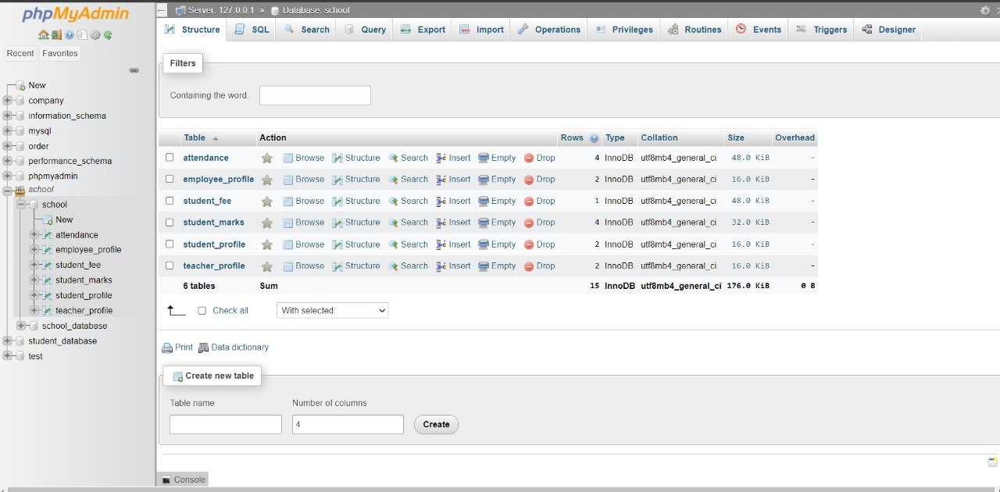 phpMyAdmin
Recent Favorites
New
company
information_schema
mysql
order
performance_schema
phpmyadmin
school
school
New
attendance
employee_profile
student_fee
student_marks
student_profile
teacher_profile
school_database
student_database
test
Server: 127.0.0.1 » Database: school
Structure SQL Search Query Export Import Operations Privileges Routines Events Triggers Designer
Filters
Containing the word:
Table Action Rows Type Collation Size Overhead
attendance Browse Structure Search Insert Empty Drop 4 InnoDB utf8mb4_general_ci 48.0 KiB -
employee_profile Browse Structure Search Insert Empty Drop 2 InnoDB utf8mb4_general_ci 16.0 KiB -
student_fee Browse Structure Search Insert Empty Drop 1 InnoDB utf8mb4_general_ci 48.0 KiB -
student_marks Browse Structure Search Insert Empty Drop 4 InnoDB utf8mb4_general_ci 32.0 KiB -
student_profile Browse Structure Search Insert Empty Drop 2 InnoDB utf8mb4_general_ci 16.0 KiB -
teacher_profile Browse Structure Search Insert Empty Drop 2 InnoDB utf8mb4_general_ci 16.0 KiB -
6 tables Sum 15 InnoDB utf8mb4_general_ci 176.0 KiB 0 B
Check all With selected:
Print Data dictionary
Create new table
Table name Number of columns
4 Create
Console